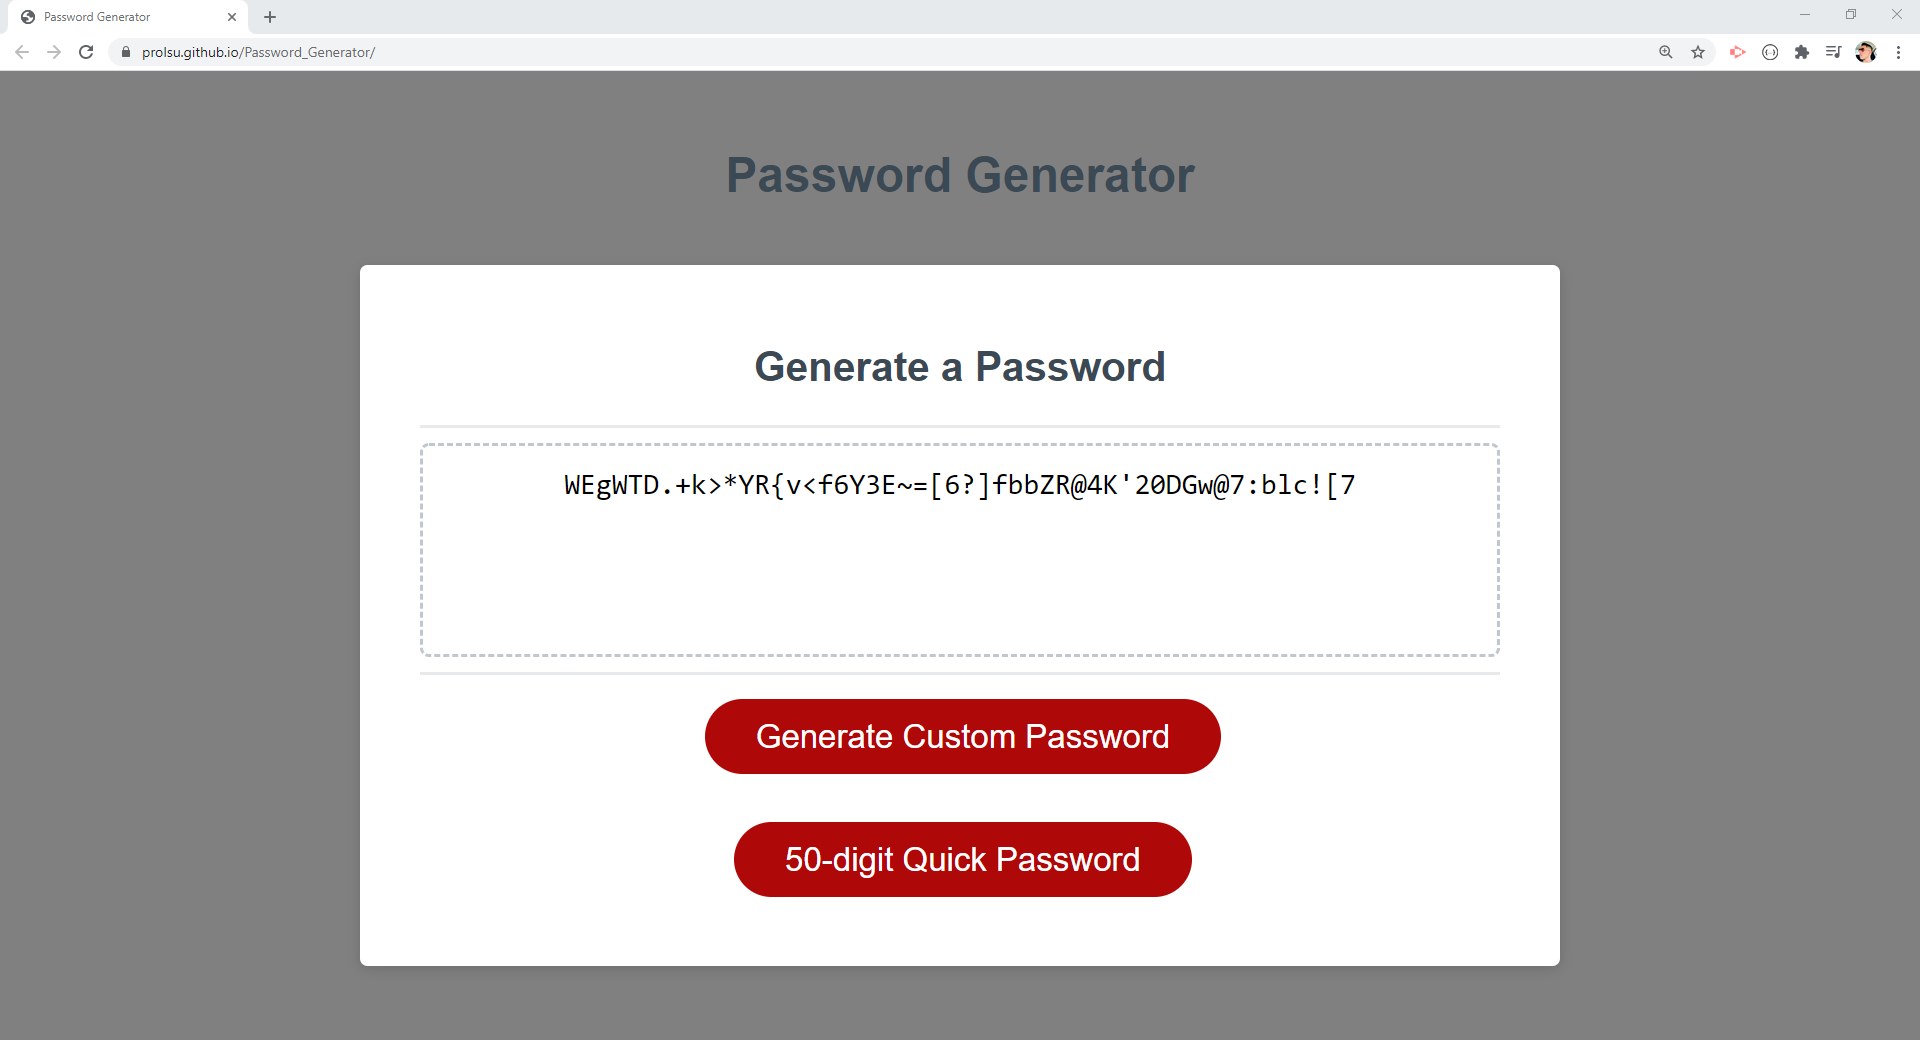 Password Generator
prolsu.github.io/Password_Generator/
Password Generator
Generate a Password
WEgWTD.+k>*YR{v<f6Y3E~=[6?]fbbZR@4K'20DGw@7:blc![7
Generate Custom Password
50-digit Quick Password